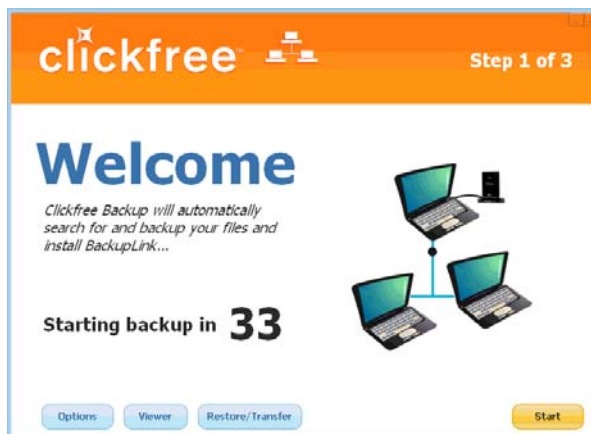 clickfree™
Step 1 of 3
Welcome
Clickfree Backup will automatically
search for and backup your files and
install BackupLink...
Starting backup in 33
Options
Viewer
Restore/Transfer
Start